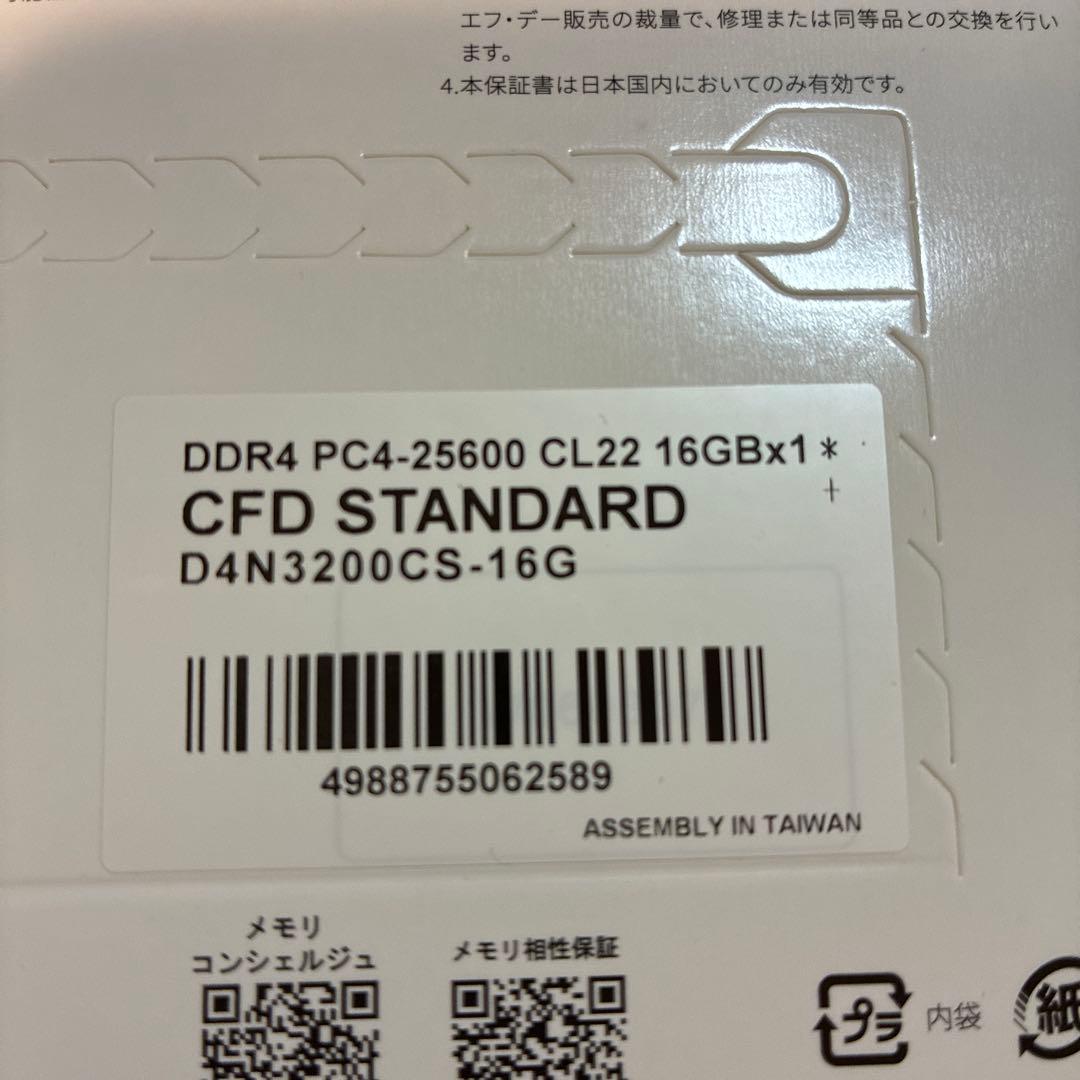 エフ・デー販売の裁量で、修理または同等品との交換を行い
ます。
4.本保証書は日本国内においてのみ有効です。
DDR4 PC4-25600 CL22 16GBx1 *
+
CFD STANDARD
D4N3200CS-16G
4988755062589
ASSEMBLY IN TAIWAN
メモリ
コンシェルジュ
メモリ相性保証
プラ
内袋
紙